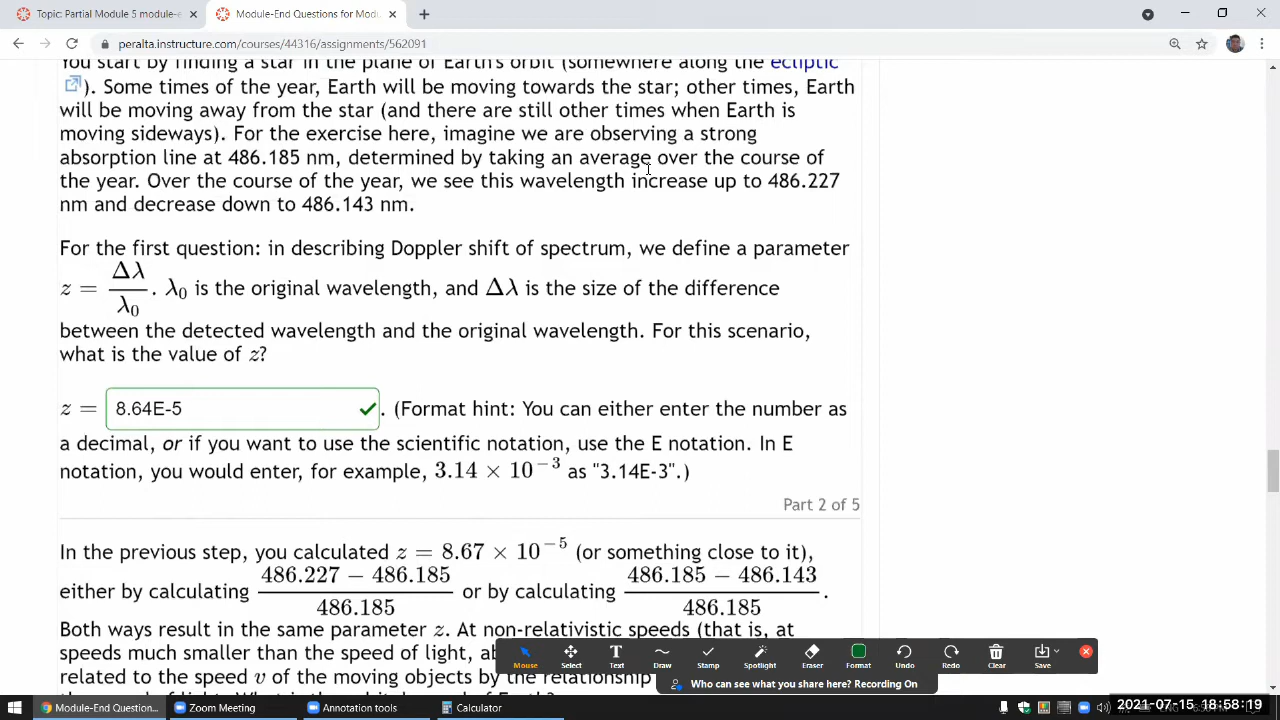 Topic: Partial Module 5 module-e
Module-End Questions for Modu
peralta.instructure.com/courses/44316/assignments/562091
You start by finding a star in the plane of Earth's orbit (somewhere along the ecliptic
). Some times of the year, Earth will be moving towards the star; other times, Earth
will be moving away from the star (and there are still other times when Earth is
moving sideways). For the exercise here, imagine we are observing a strong
absorption line at 486.185 nm, determined by taking an average over the course of
the year. Over the course of the year, we see this wavelength increase up to 486.227
nm and decrease down to 486.143 nm.
For the first question: in describing Doppler shift of spectrum, we define a parameter
z = Δλ/λ₀. λ₀ is the original wavelength, and Δλ is the size of the difference
between the detected wavelength and the original wavelength. For this scenario,
what is the value of z?
z = 8.64E-5. (Format hint: You can either enter the number as
a decimal, or if you want to use the scientific notation, use the E notation. In E
notation, you would enter, for example, 3.14 × 10⁻³ as "3.14E-3".)
Part 2 of 5
In the previous step, you calculated z = 8.67 × 10⁻⁵ (or something close to it),
either by calculating (486.227 − 486.185)/486.185 or by calculating (486.185 − 486.143)/486.185.
Both ways result in the same parameter z. At non-relativistic speeds (that is, at
speeds much smaller than the speed of light,
related to the speed v of the moving objects by the relationship
Mouse Select Text Draw Stamp Spotlight Eraser Format Undo Redo Clear Save
Who can see what you share here? Recording On
Module-End Question... Zoom Meeting Annotation tools Calculator
2021-07-15 18:58:19